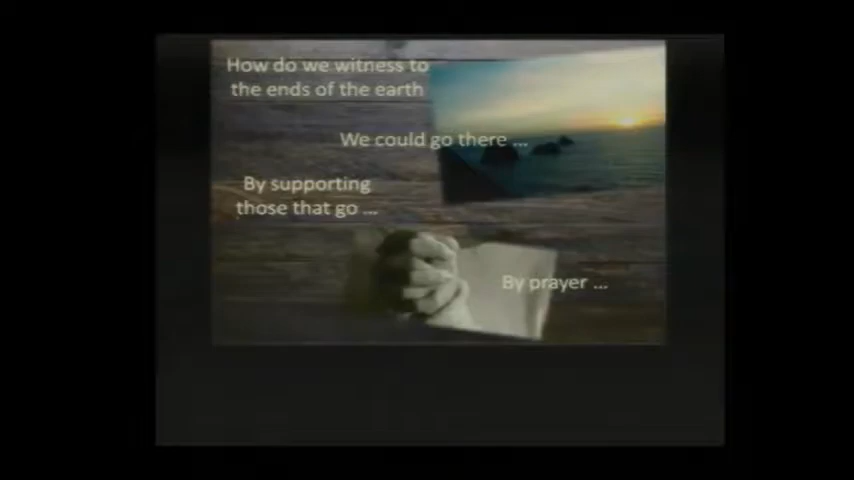 How do we witness to
the ends of the earth
We could go there ...
By supporting
those that go ...
By prayer ...